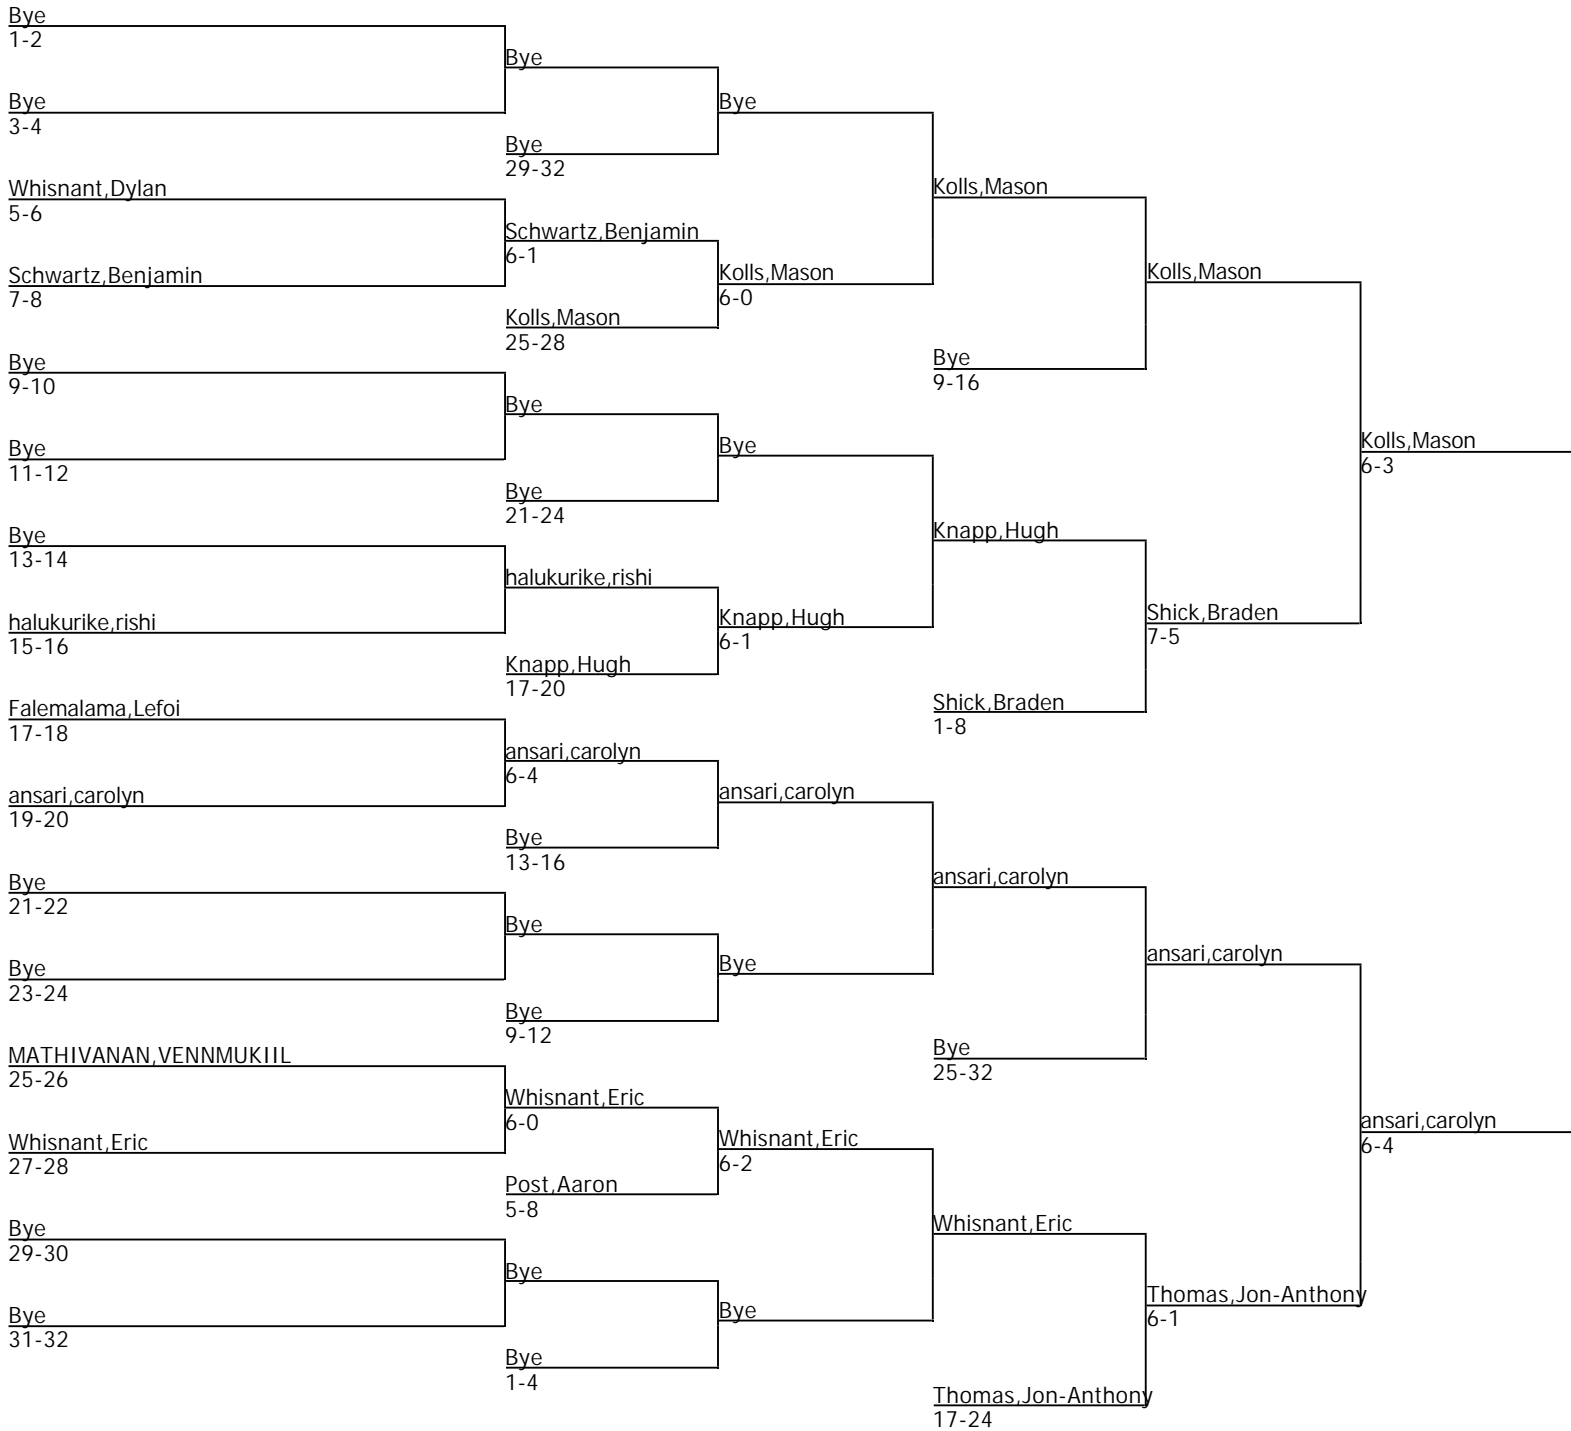 Bye
1-2
Bye
3-4
Whisnant,Dylan
5-6
Schwartz,Benjamin
7-8
Bye
9-10
Bye
11-12
Bye
13-14
halukurike,rishi
15-16
Falemalama,Lefoi
17-18
ansari,carolyn
19-20
Bye
21-22
Bye
23-24
MATHIVANAN,VENNMUKIIL
25-26
Whisnant,Eric
27-28
Bye
29-30
Bye
31-32
Bye
Bye
29-32
Schwartz,Benjamin
6-1
Kolls,Mason
25-28
Bye
Bye
21-24
halukurike,rishi
Knapp,Hugh
17-20
ansari,carolyn
6-4
Bye
13-16
Bye
Bye
9-12
Whisnant,Eric
6-0
Post,Aaron
5-8
Bye
Bye
1-4
Bye
Kolls,Mason
6-0
Bye
Knapp,Hugh
6-1
ansari,carolyn
Bye
Whisnant,Eric
6-2
Bye
Kolls,Mason
Bye
9-16
Knapp,Hugh
Shick,Braden
1-8
ansari,carolyn
Bye
25-32
Whisnant,Eric
Thomas,Jon-Anthony
17-24
Kolls,Mason
Shick,Braden
7-5
ansari,carolyn
Thomas,Jon-Anthony
6-1
Kolls,Mason
6-3
ansari,carolyn
6-4